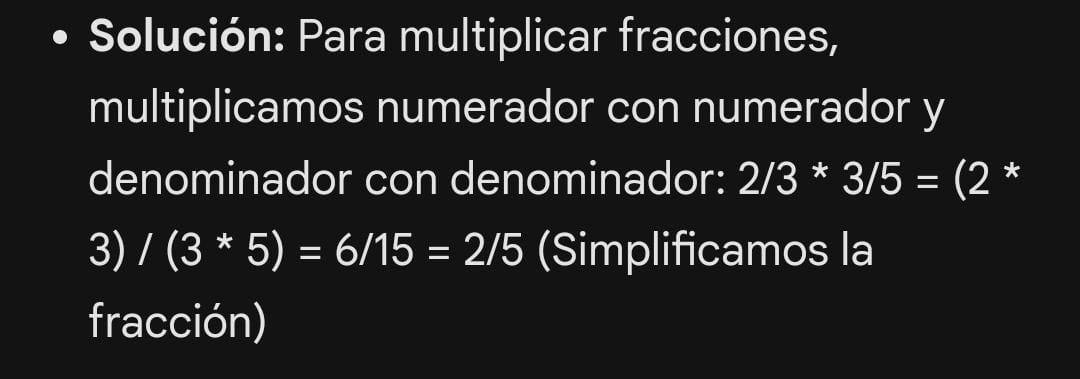 • Solución: Para multiplicar fracciones,
multiplicamos numerador con numerador y
denominador con denominador: 2/3 * 3/5 = (2 *
3) / (3 * 5) = 6/15 = 2/5 (Simplificamos la
fracción)